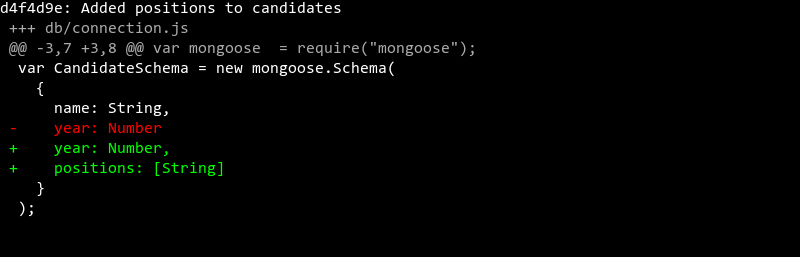 d4f4d9e: Added positions to candidates
+++ db/connection.js
@@ -3,7 +3,8 @@ var mongoose  = require("mongoose");
 var CandidateSchema = new mongoose.Schema(
   {
     name: String,
-    year: Number
+    year: Number,
+    positions: [String]
   }
 );